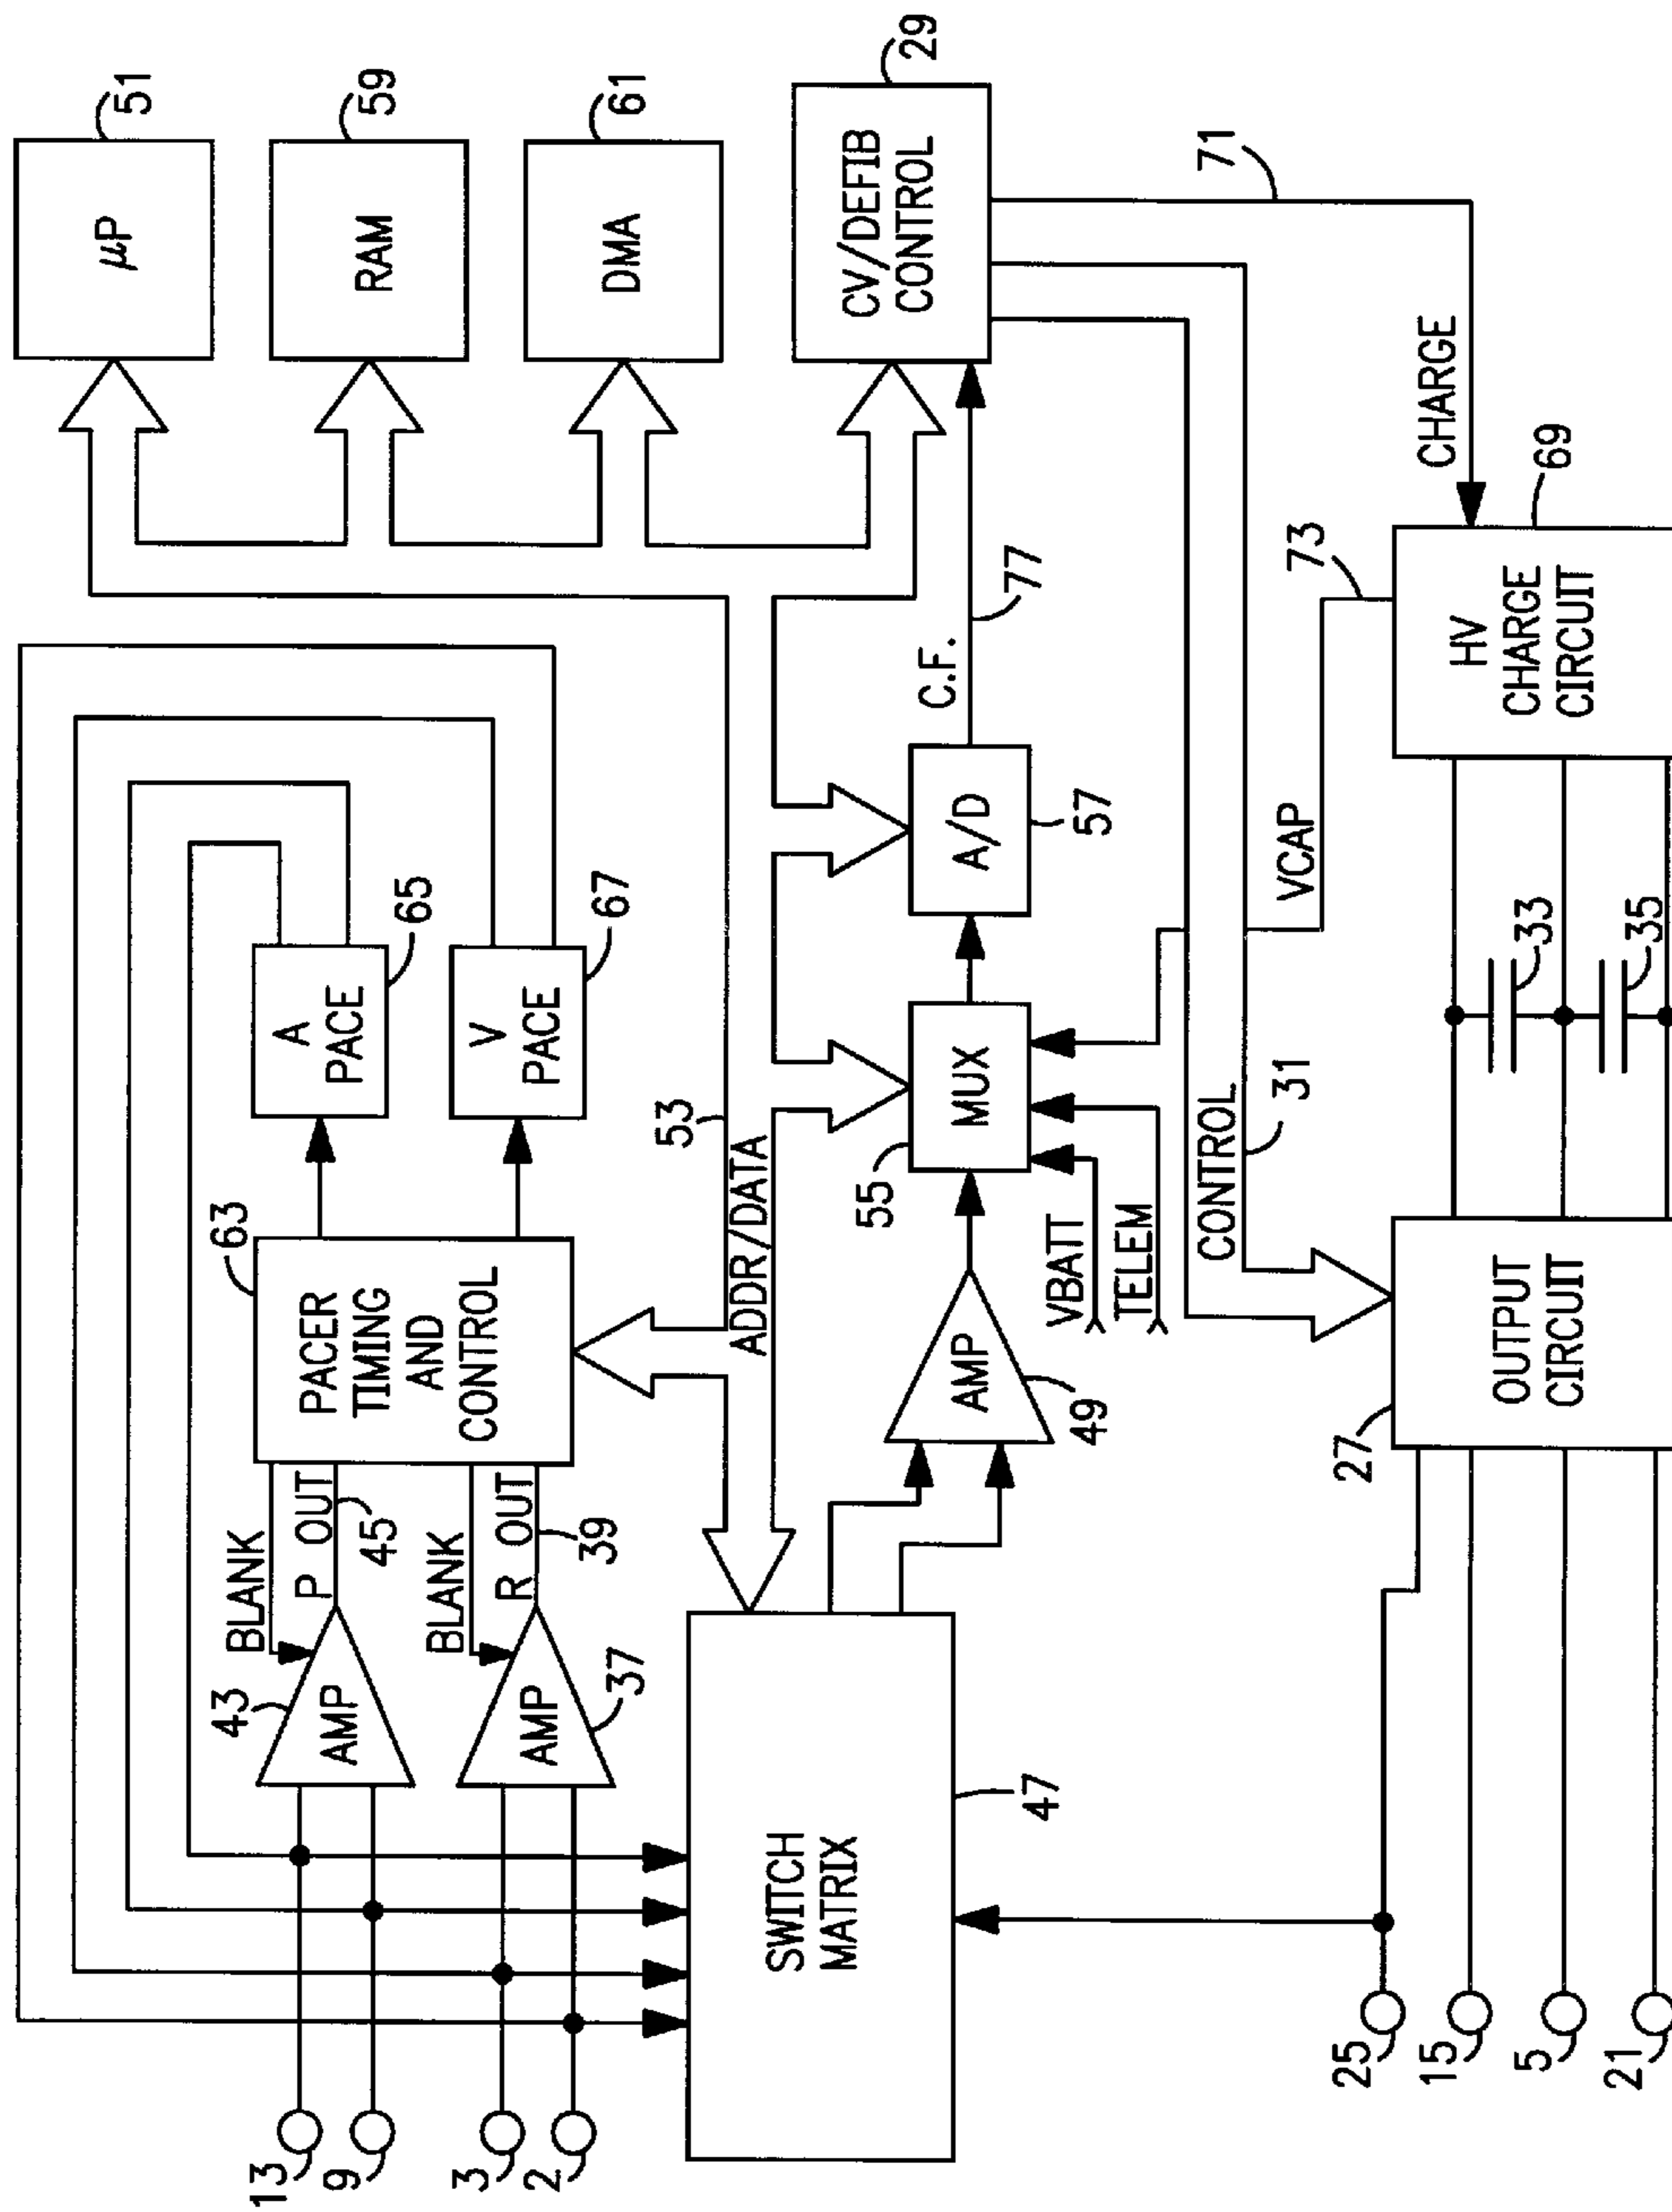 13
9
3
2
43
AMP
37
AMP
BLANK
P OUT
45
BLANK
R OUT
39
63
PACER
TIMING
AND
CONTROL
A
PACE
65
V
PACE
67
μP
51
RAM
59
DMA
61
CV/DEFIB
CONTROL
29
53
ADDR/DATA
SWITCH
MATRIX
47
AMP
49
55
MUX
A/D
57
C.F.
77
VBATT
TELEM
CONTROL
31
VCAP
73
71
CHARGE
25
15
5
21
27
OUTPUT
CIRCUIT
33
35
HV
CHARGE
CIRCUIT
69